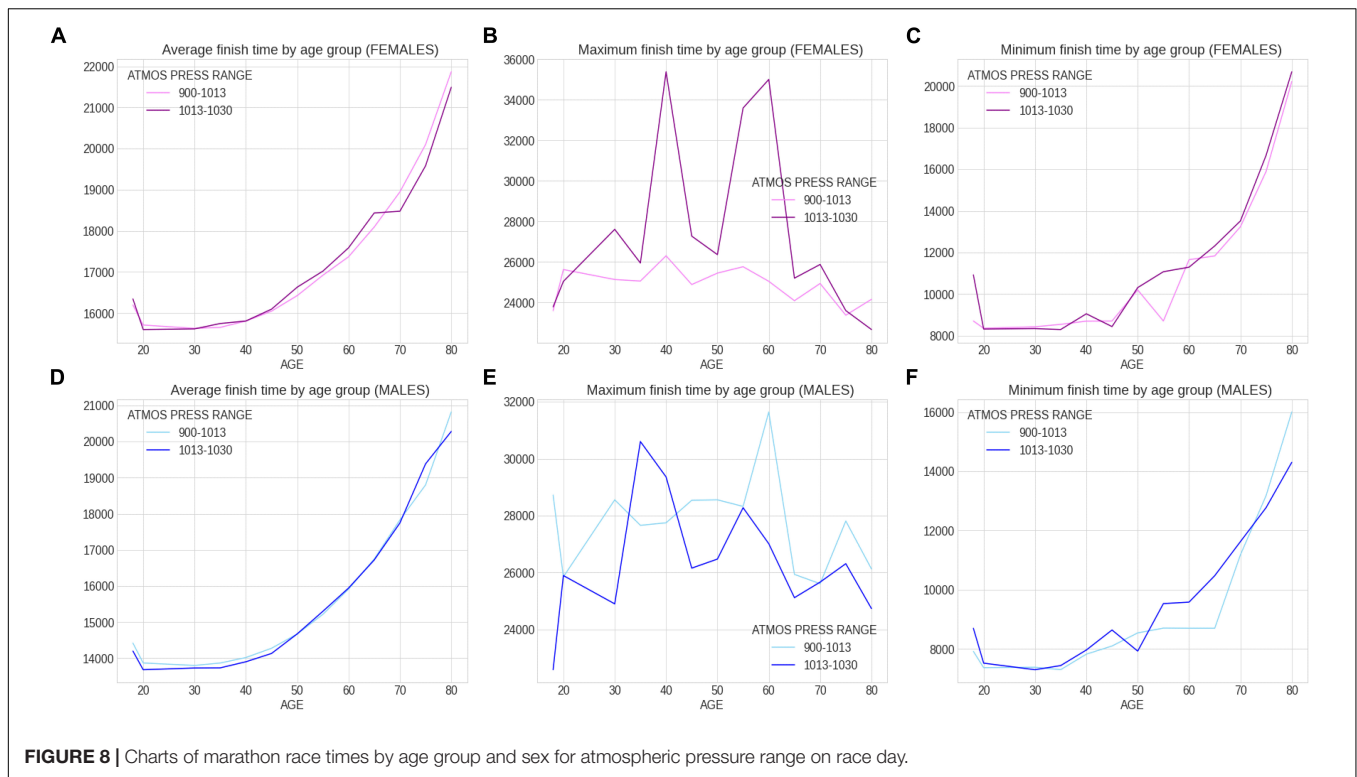 A
Average finish time by age group (FEMALES)
ATMOS PRESS RANGE
900-1013
1013-1030
22000
21000
20000
19000
18000
17000
16000
15000
20 30 40 50 60 70 80
AGE
B
Maximum finish time by age group (FEMALES)
36000
34000
32000
30000
28000
26000
24000
ATMOS PRESS RANGE
900-1013
1013-1030
20 30 40 50 60 70 80
AGE
C
Minimum finish time by age group (FEMALES)
ATMOS PRESS RANGE
900-1013
1013-1030
20000
18000
16000
14000
12000
10000
8000
20 30 40 50 60 70 80
AGE
D
Average finish time by age group (MALES)
ATMOS PRESS RANGE
900-1013
1013-1030
21000
20000
19000
18000
17000
16000
15000
14000
20 30 40 50 60 70 80
AGE
E
Maximum finish time by age group (MALES)
32000
30000
28000
26000
24000
ATMOS PRESS RANGE
900-1013
1013-1030
20 30 40 50 60 70 80
AGE
F
Minimum finish time by age group (MALES)
ATMOS PRESS RANGE
900-1013
1013-1030
16000
14000
12000
10000
8000
20 30 40 50 60 70 80
AGE
FIGURE 8 | Charts of marathon race times by age group and sex for atmospheric pressure range on race day.